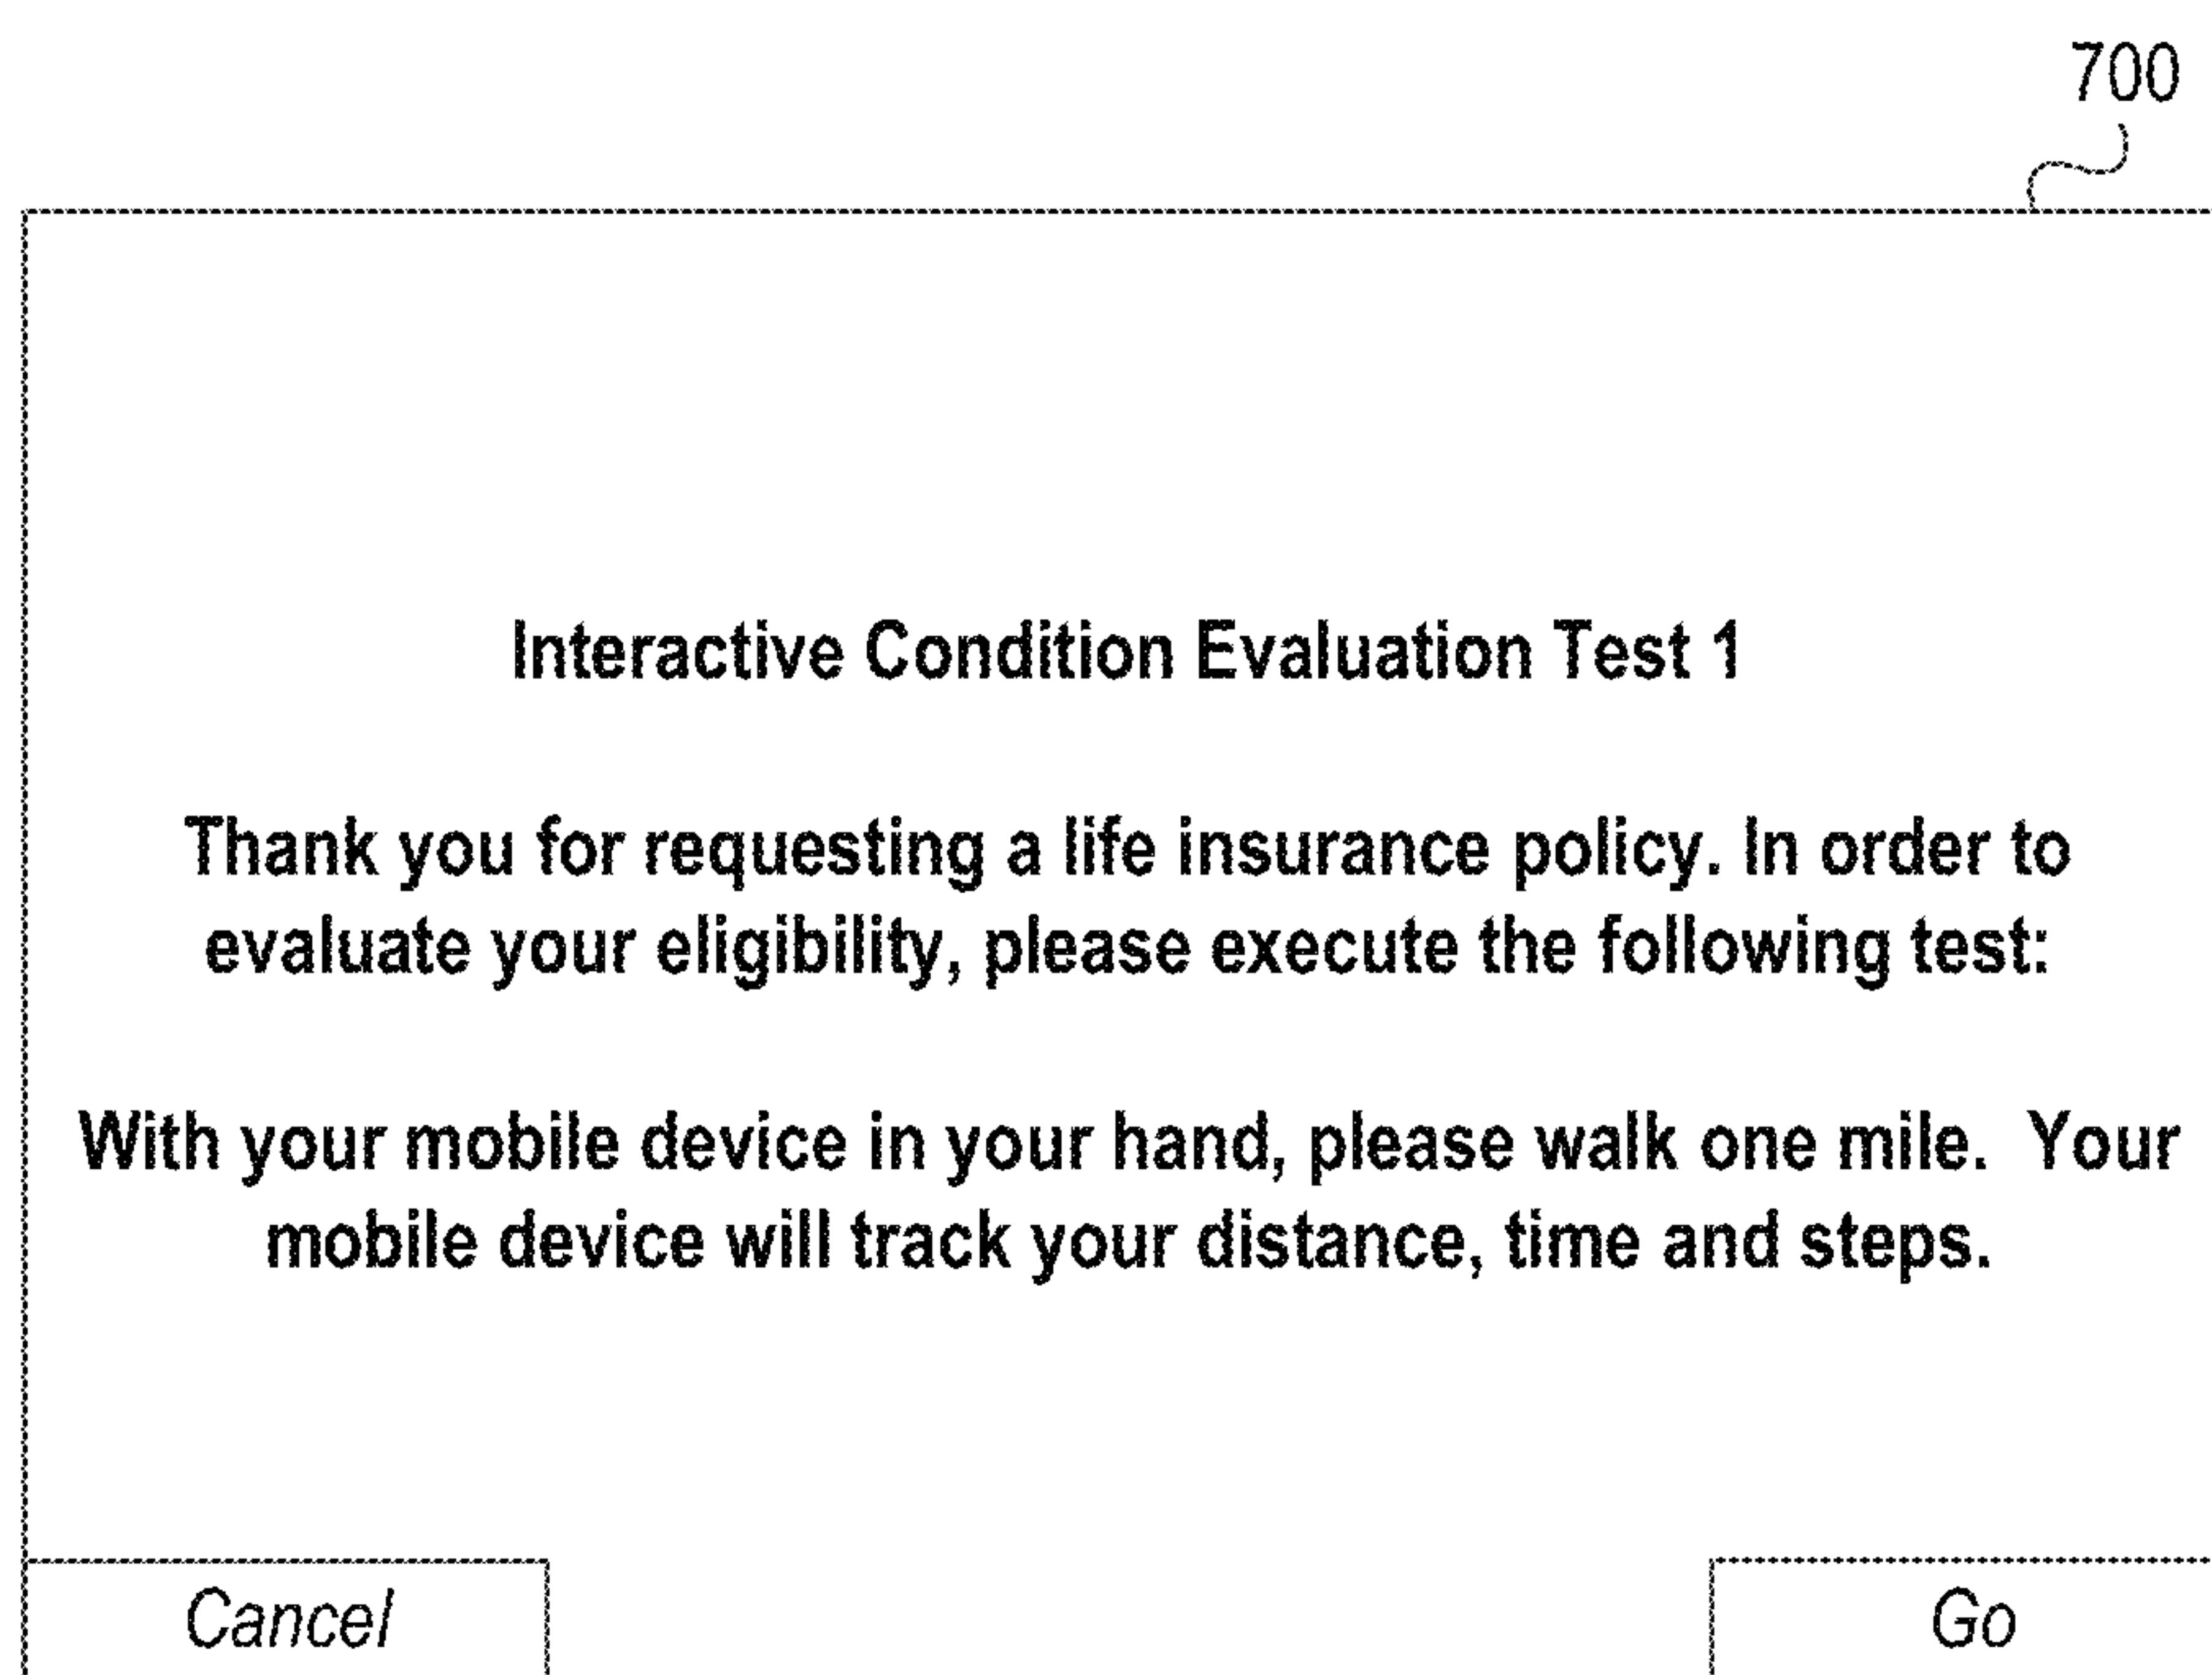 700
Interactive Condition Evaluation Test 1
Thank you for requesting a life insurance policy. In order to
evaluate your eligibility, please execute the following test:
With your mobile device in your hand, please walk one mile.  Your
mobile device will track your distance, time and steps.
Cancel
Go